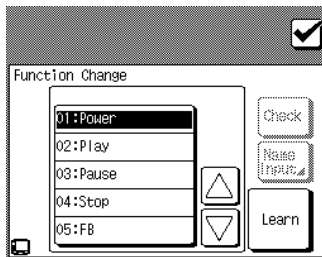 Function Change
01:Power
02:Play
03:Pause
04:Stop
05:FB
Check
Name
Input
Learn